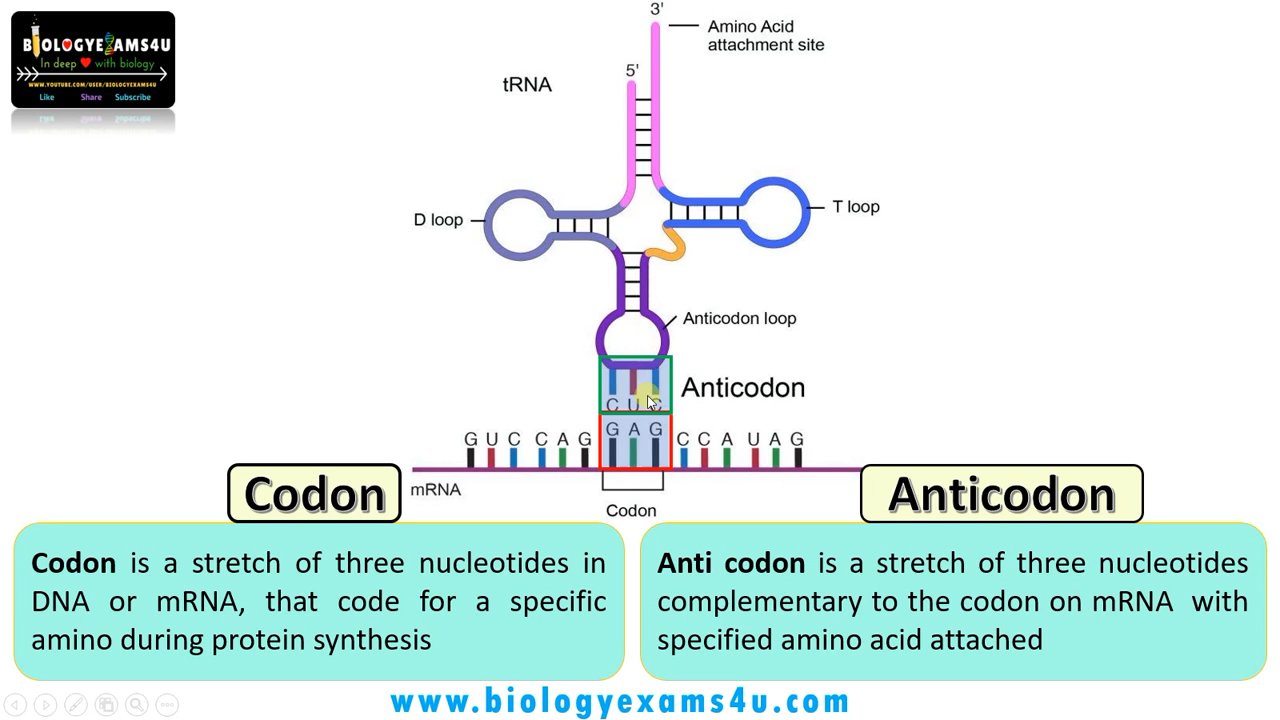 BIOLOGYEXAMS4U
In deep with biology
WWW.YOUTUBE.COM/USER/BIOLOGYEXAMS4U
Like Share Subscribe
3'
Amino Acid
attachment site
5'
tRNA
D loop
T loop
Anticodon loop
Anticodon
C U C
G U C C A G G A G C C A U A G
mRNA
Codon
Codon
Codon is a stretch of three nucleotides in
DNA or mRNA, that code for a specific
amino during protein synthesis
Anticodon
Anti codon is a stretch of three nucleotides
complementary to the codon on mRNA with
specified amino acid attached
www.biologyexams4u.com